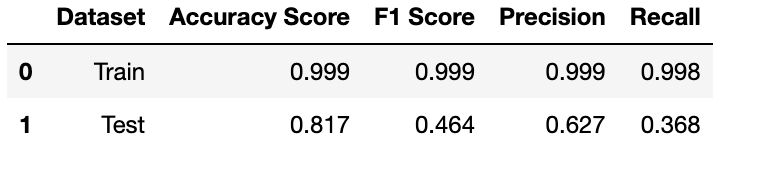 Dataset Accuracy Score F1 Score Precision Recall
0 Train 0.999 0.999 0.999 0.998
1 Test 0.817 0.464 0.627 0.368